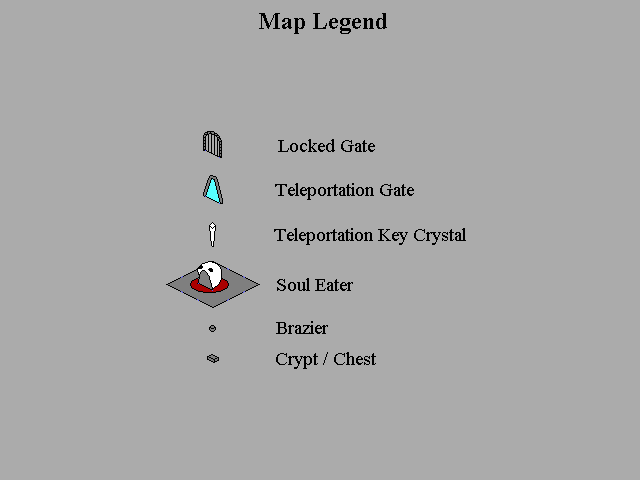 Map Legend
Locked Gate
Teleportation Gate
Teleportation Key Crystal
Soul Eater
Brazier
Crypt / Chest